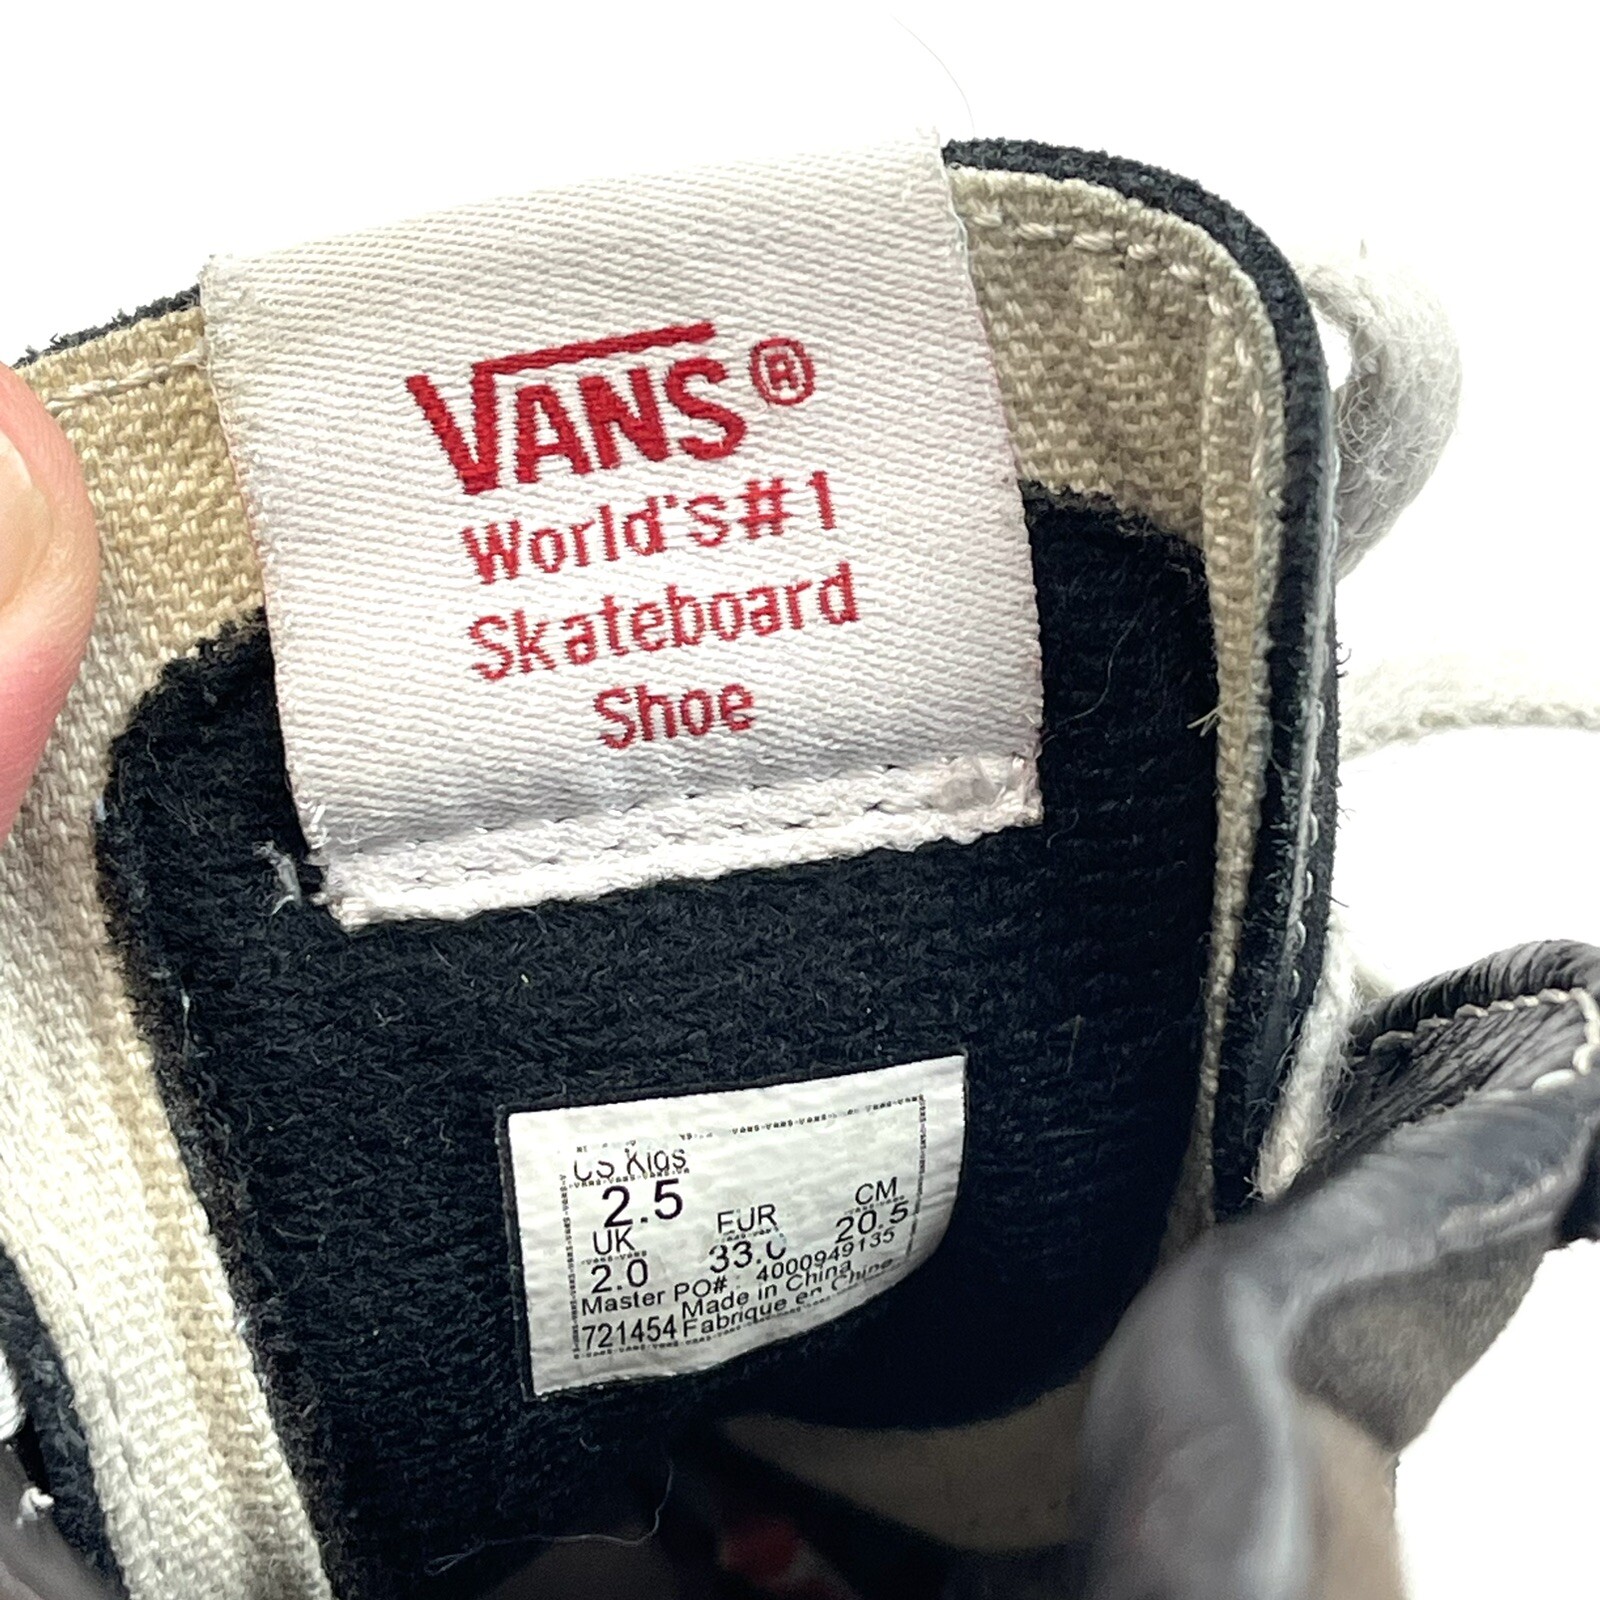 VANS®
World's #1
Skateboard
Shoe
US Kids
2.5
UK EUR CM
2.0 33.0 20.5
Master PO# 4000949135
Made in China
721454 Fabrique en Chine